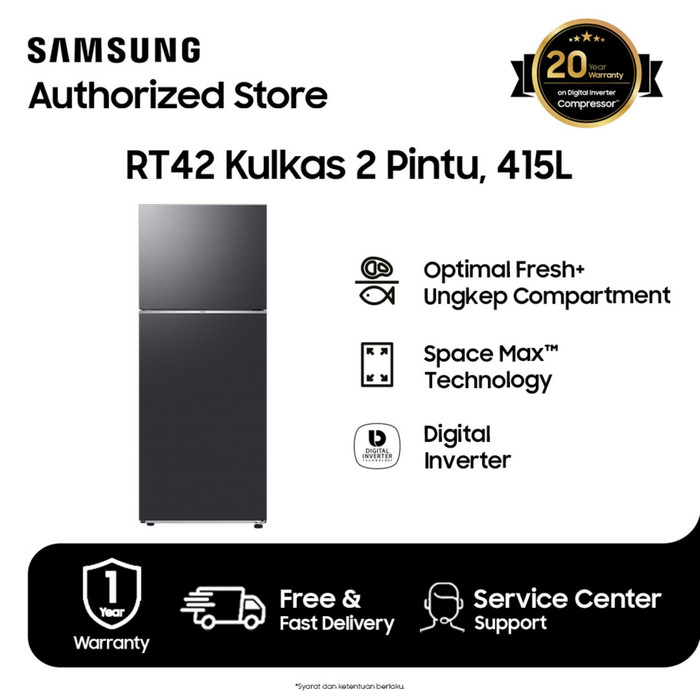 SAMSUNG
Authorized Store
20 Year Warranty
on Digital Inverter
Compressor™
RT42 Kulkas 2 Pintu, 415L
Optimal Fresh+
Ungkep Compartment
Space Max™
Technology
DIGITAL
INVERTER
TECHNOLOGY
Digital
Inverter
1
Year
Warranty
Free &
Fast Delivery
Service Center
Support
*Syarat dan ketentuan berlaku.